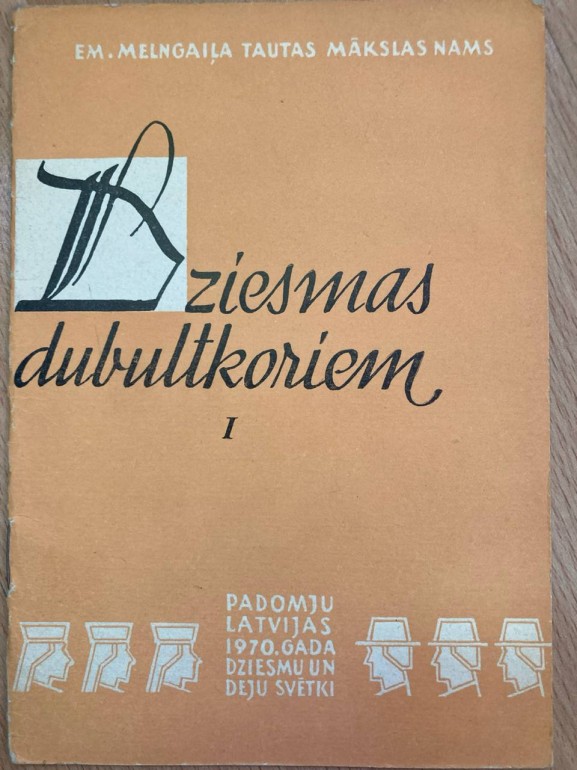 EM. MELNGAIĻA TAUTAS MĀKSLAS NAMS
Dziesmas
dubultkoriem
I
PADOMJU
LATVIJAS
1970. GADA
DZIESMU UN
DEJU SVĒTKI